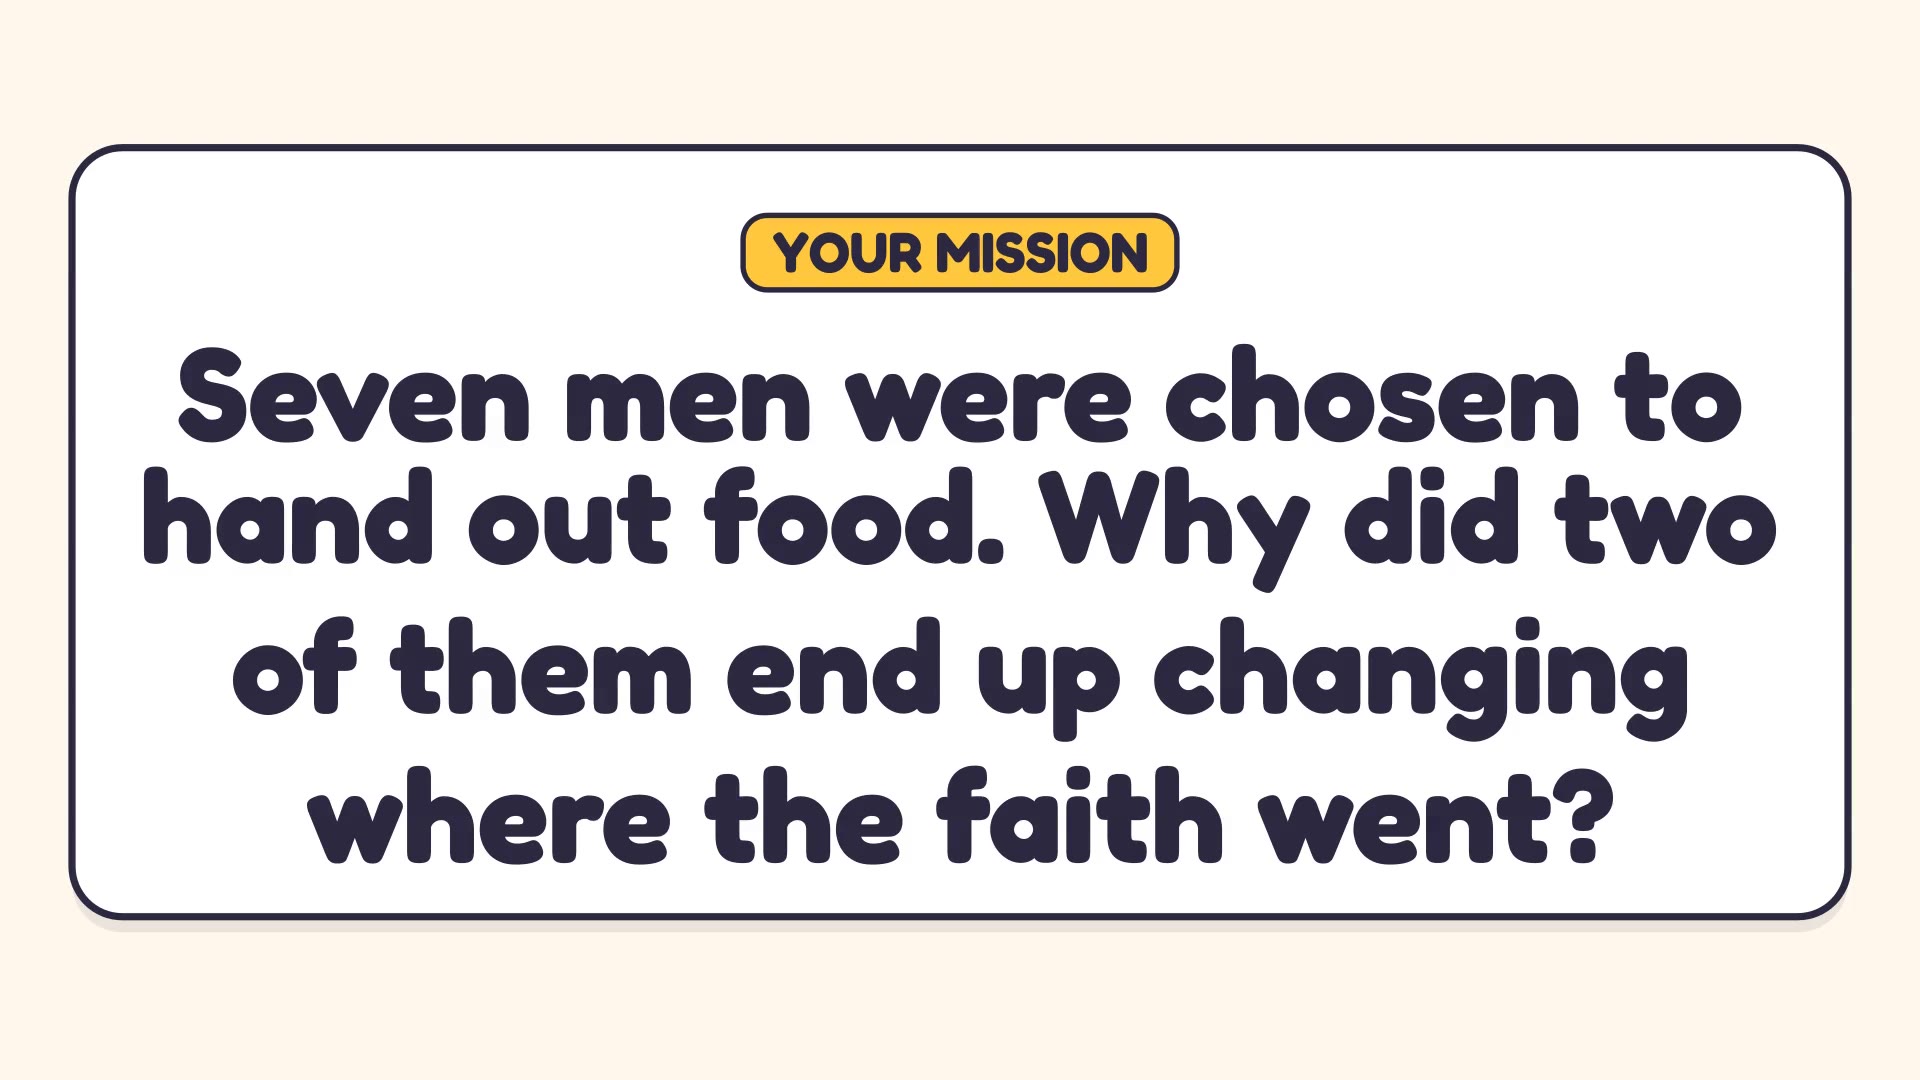 YOUR MISSION
Seven men were chosen to
hand out food. Why did two
of them end up changing
where the faith went?